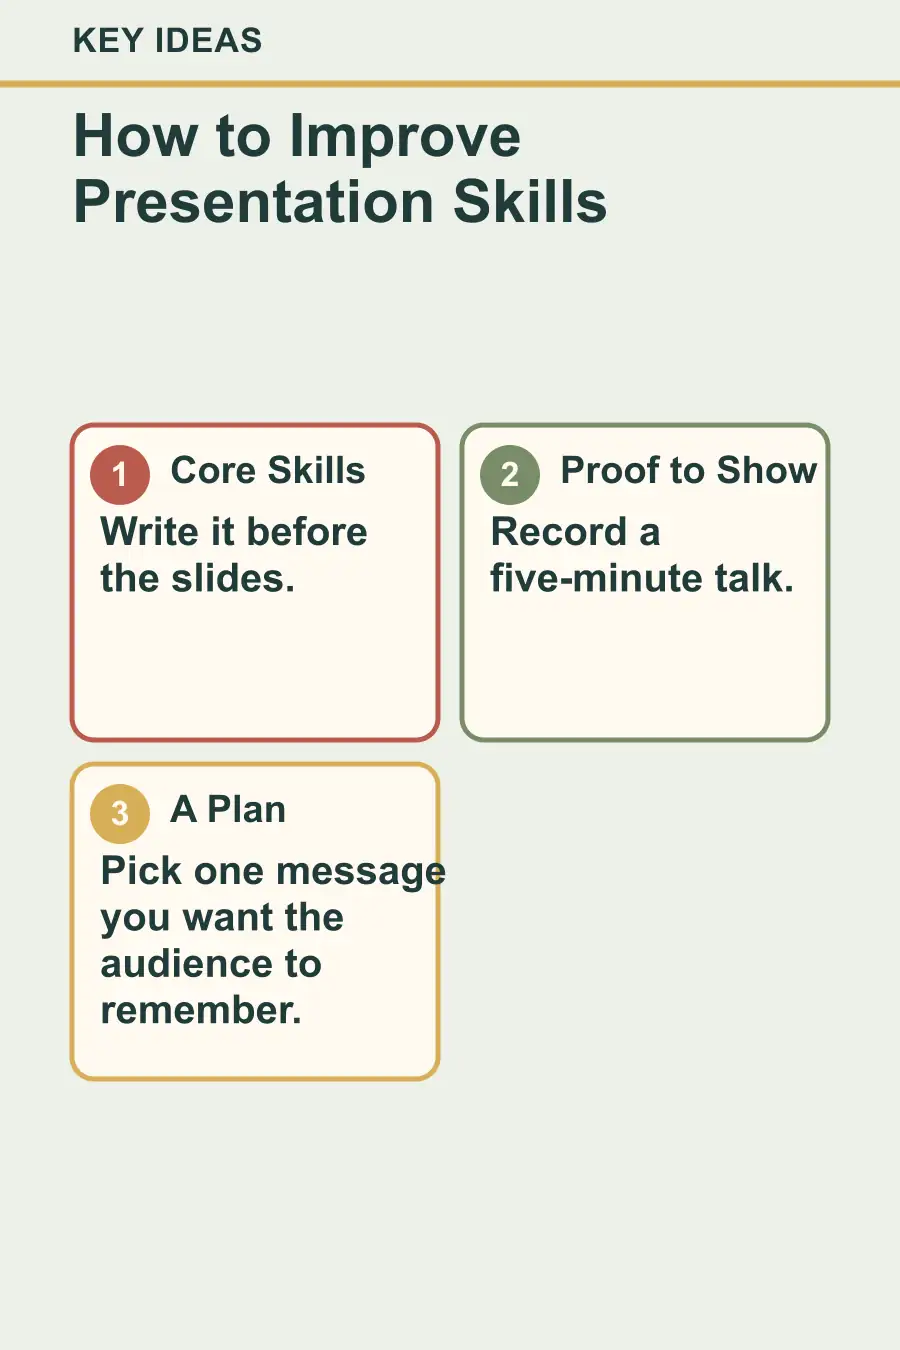 KEY IDEAS
How to Improve
Presentation Skills
1
Core Skills
Write it before
the slides.
2
Proof to Show
Record a
five-minute talk.
3
A Plan
Pick one message
you want the
audience to
remember.